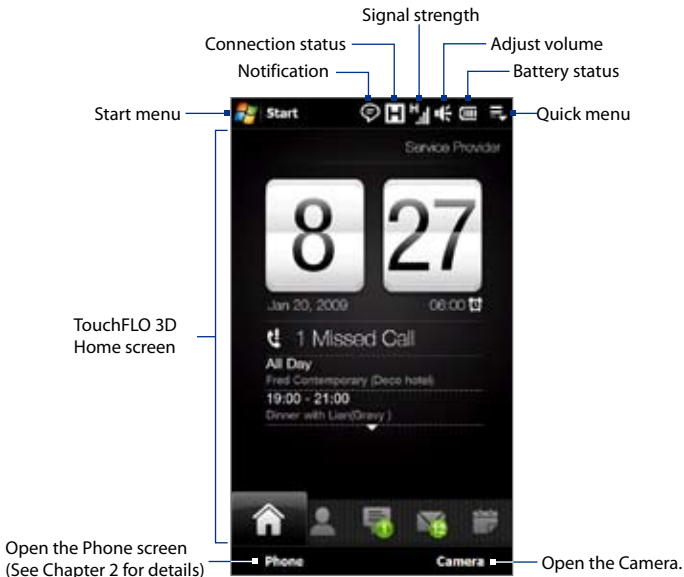 Signal strength
Connection status
Adjust volume
Notification
Battery status
Start menu
Start
H
H
Quick menu
Service Provider
8 27
Jan 20, 2009 06:00
TouchFLO 3D
Home screen
1 Missed Call
All Day
Fred Contemporary (Deco hotel)
19:00 - 21:00
Dinner with Lian(Gravy )
1
12
Open the Phone screen
(See Chapter 2 for details)
Phone
Camera
Open the Camera.